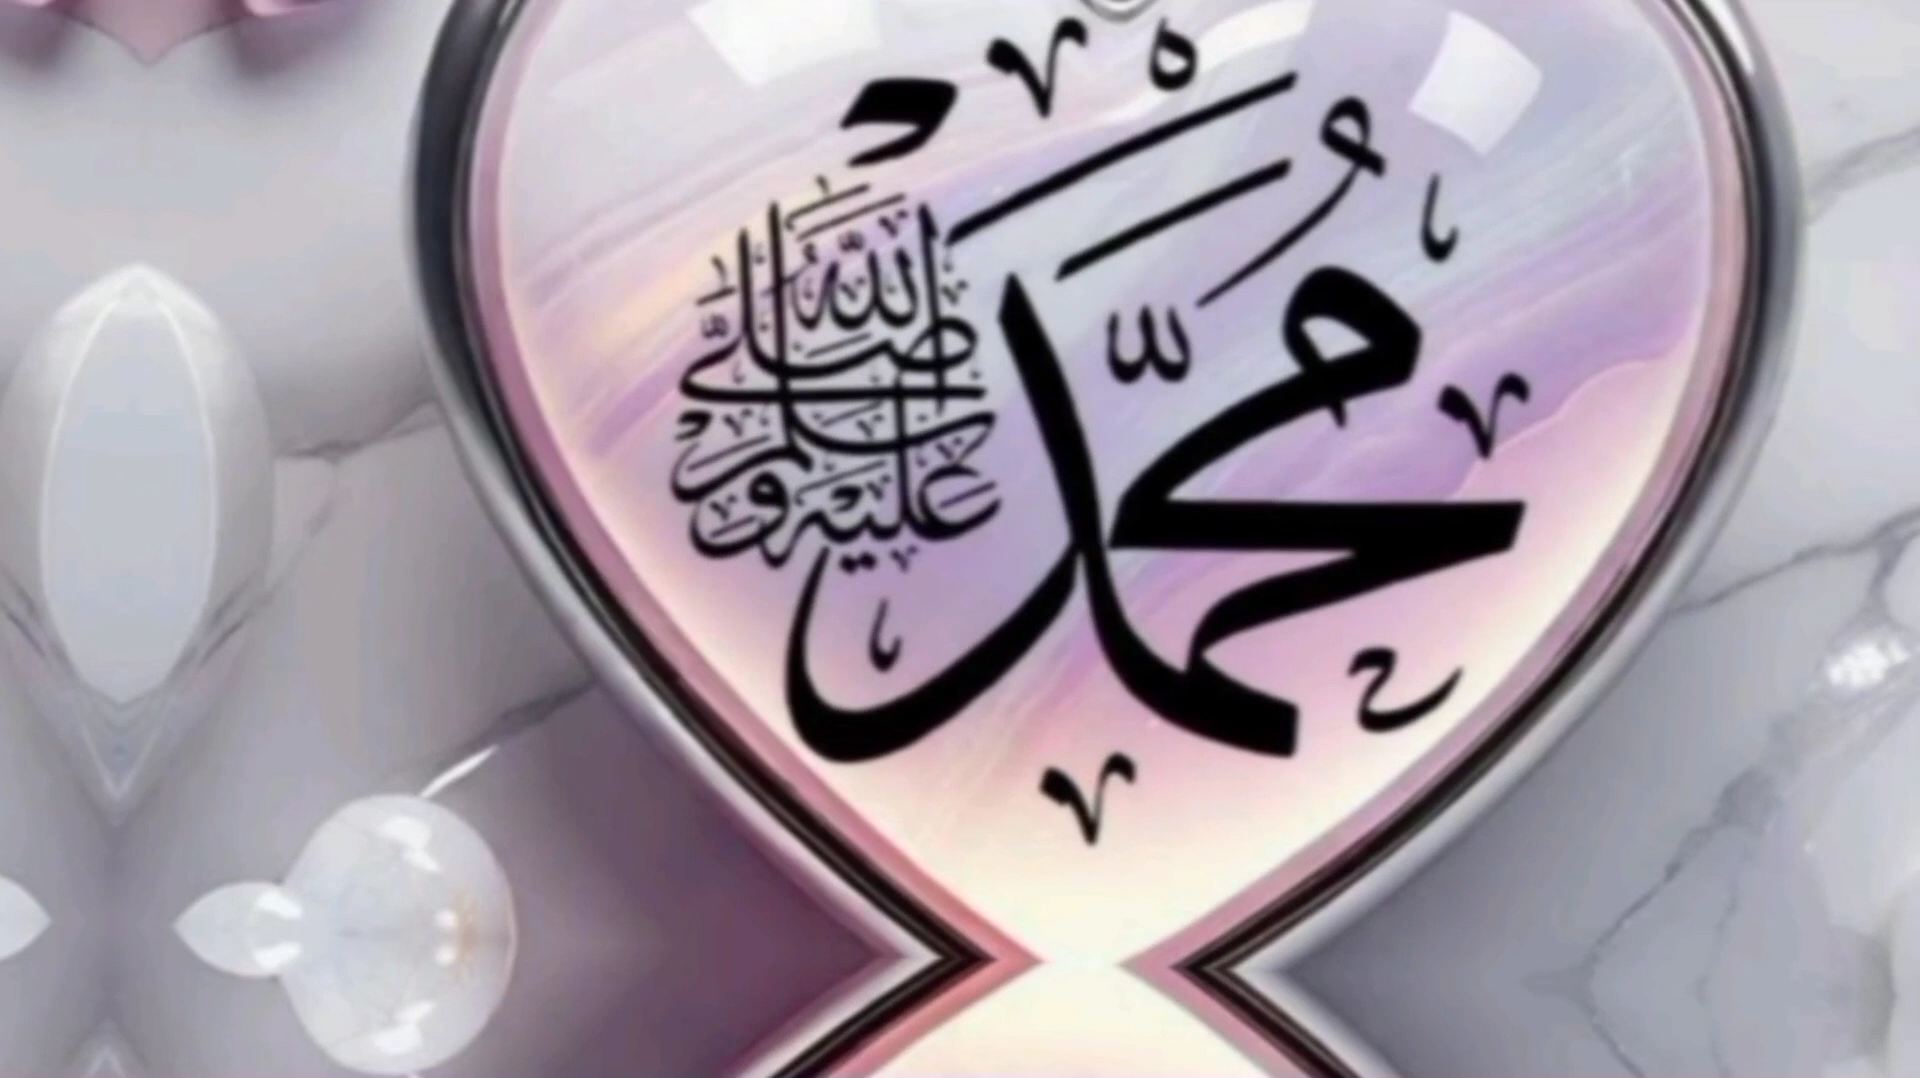 محمد
صلى الله
عليه وسلم